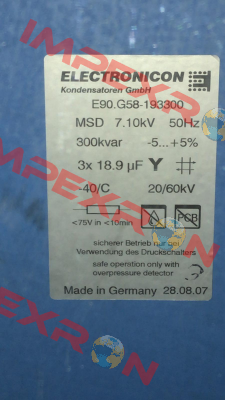 ELECTRONICON
Kondensatoren GmbH
E90.G58-193300
MSD 7.10kV 50Hz
300kvar -5...+5%
3x 18.9 µF Y
-40/C 20/60kV
<75V in <10min
PCB
sicherer Betrieb nur bei
Verwendung des Druckschalters
safe operation only with
overpressure detector
Made in Germany 28.08.07
IMPEXRON
IMPEXRON